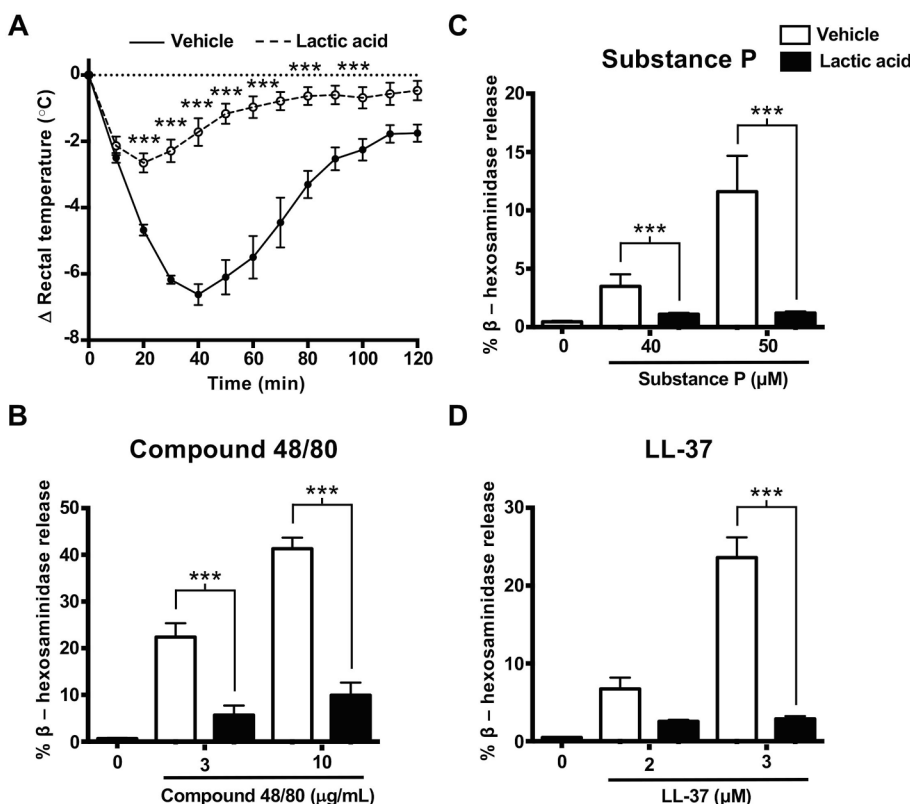 A
Vehicle
Lactic acid
Δ Rectal temperature (°C)
0
-2
-4
-6
-8
*** *** *** *** *** *** ***
0 20 40 60 80 100 120
Time (min)
C
Substance P
Vehicle
Lactic acid
% β – hexosaminidase release
20
15
10
5
0
***
***
0 40 50
Substance P (μM)
B
Compound 48/80
% β – hexosaminidase release
50
40
30
20
10
0
***
***
0 3 10
Compound 48/80 (μg/mL)
D
LL-37
% β – hexosaminidase release
30
20
10
0
***
0 2 3
LL-37 (μM)